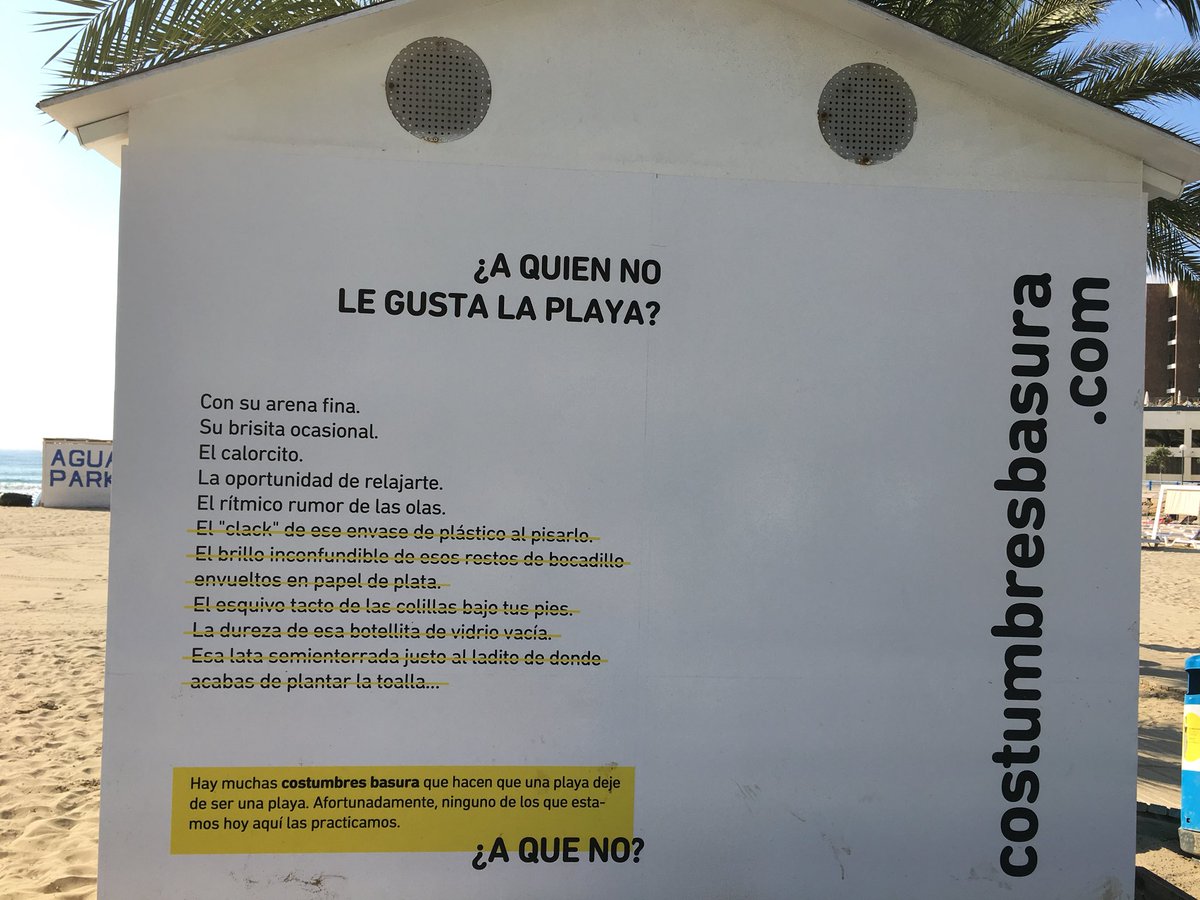 ¿A QUIEN NO
LE GUSTA LA PLAYA?
Con su arena fina.
Su brisita ocasional.
El calorcito.
La oportunidad de relajarte.
El rítmico rumor de las olas.
El "clack" de ese envase de plástico al pisarlo.
El brillo inconfundible de esos restos de bocadillo
envueltos en papel de plata.
El esquivo tacto de las colillas bajo tus pies.
La dureza de esa botellita de vidrio vacía.
Esa lata semienterrada justo al ladito de donde
acabas de plantar la toalla...
Hay muchas costumbres basura que hacen que una playa deje
de ser una playa. Afortunadamente, ninguno de los que esta-
mos hoy aquí las practicamos.
¿A QUE NO?
costumbresbasura
.com
AGUA
PARK